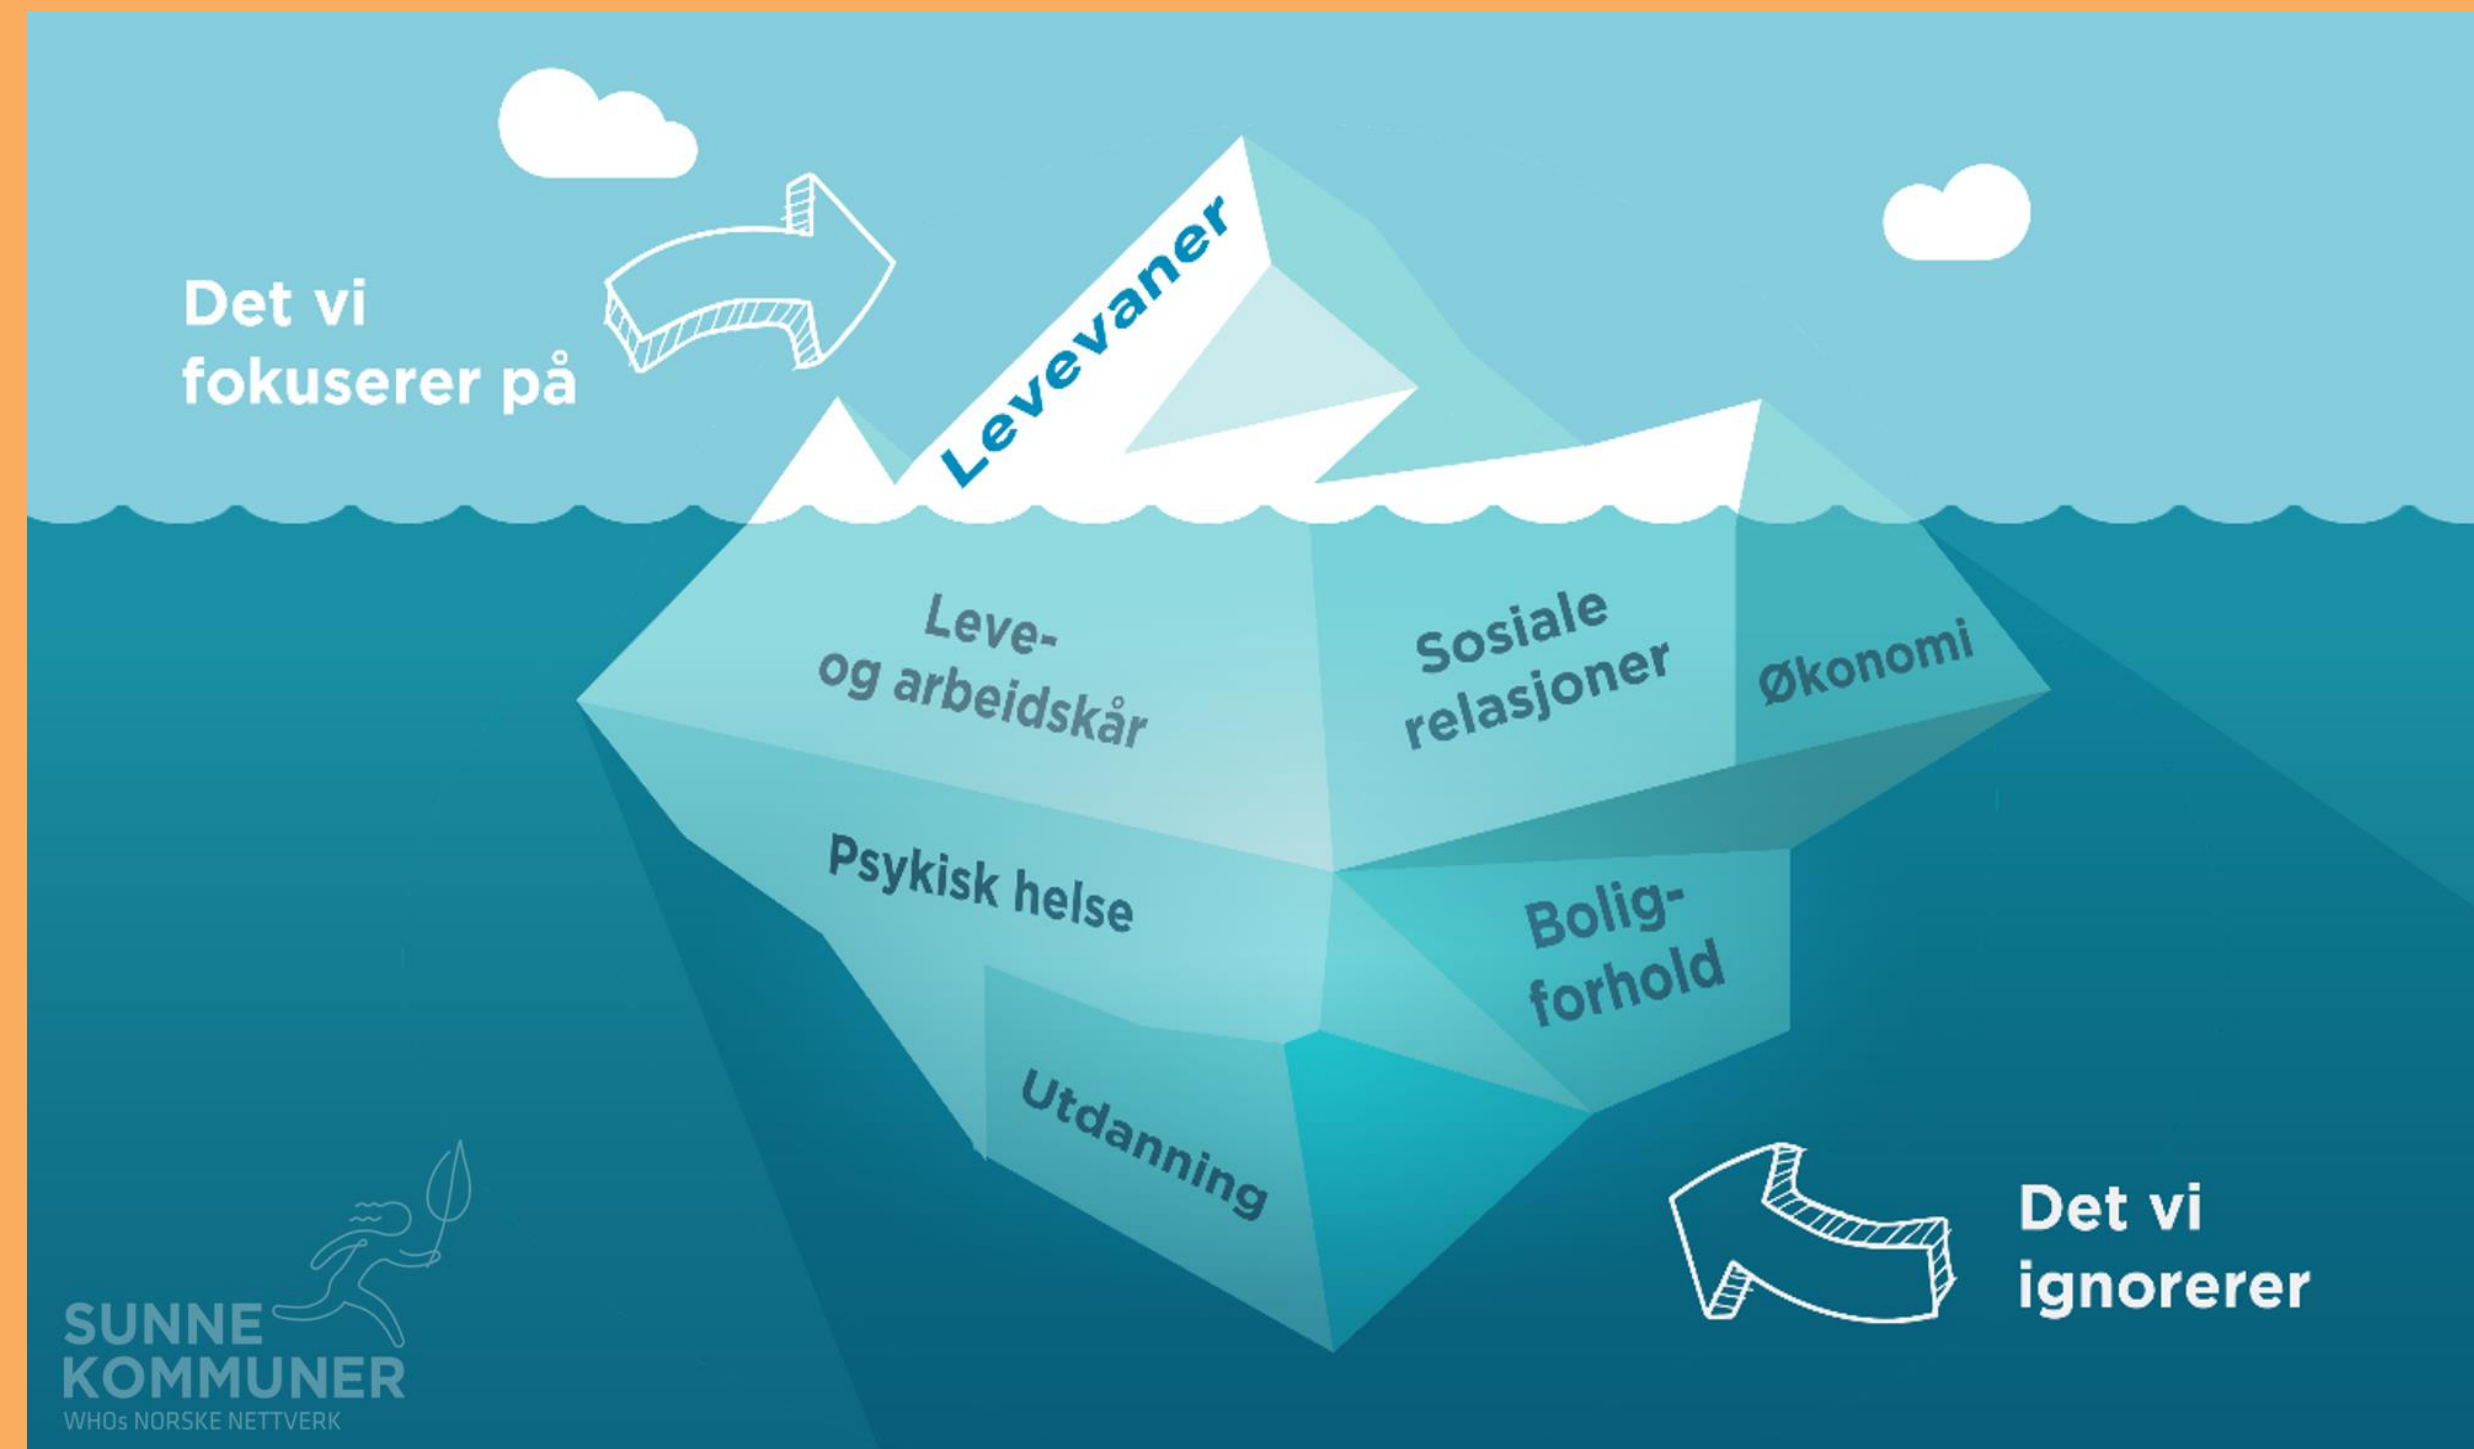 Det vi
fokuserer på
Levevaner
Leve-
og arbeidskår
Sosiale
relasjoner
Økonomi
Psykisk helse
Bolig-
forhold
Utdanning
Det vi
ignorerer
SUNNE
KOMMUNER
WHOs NORSKE NETTVERK